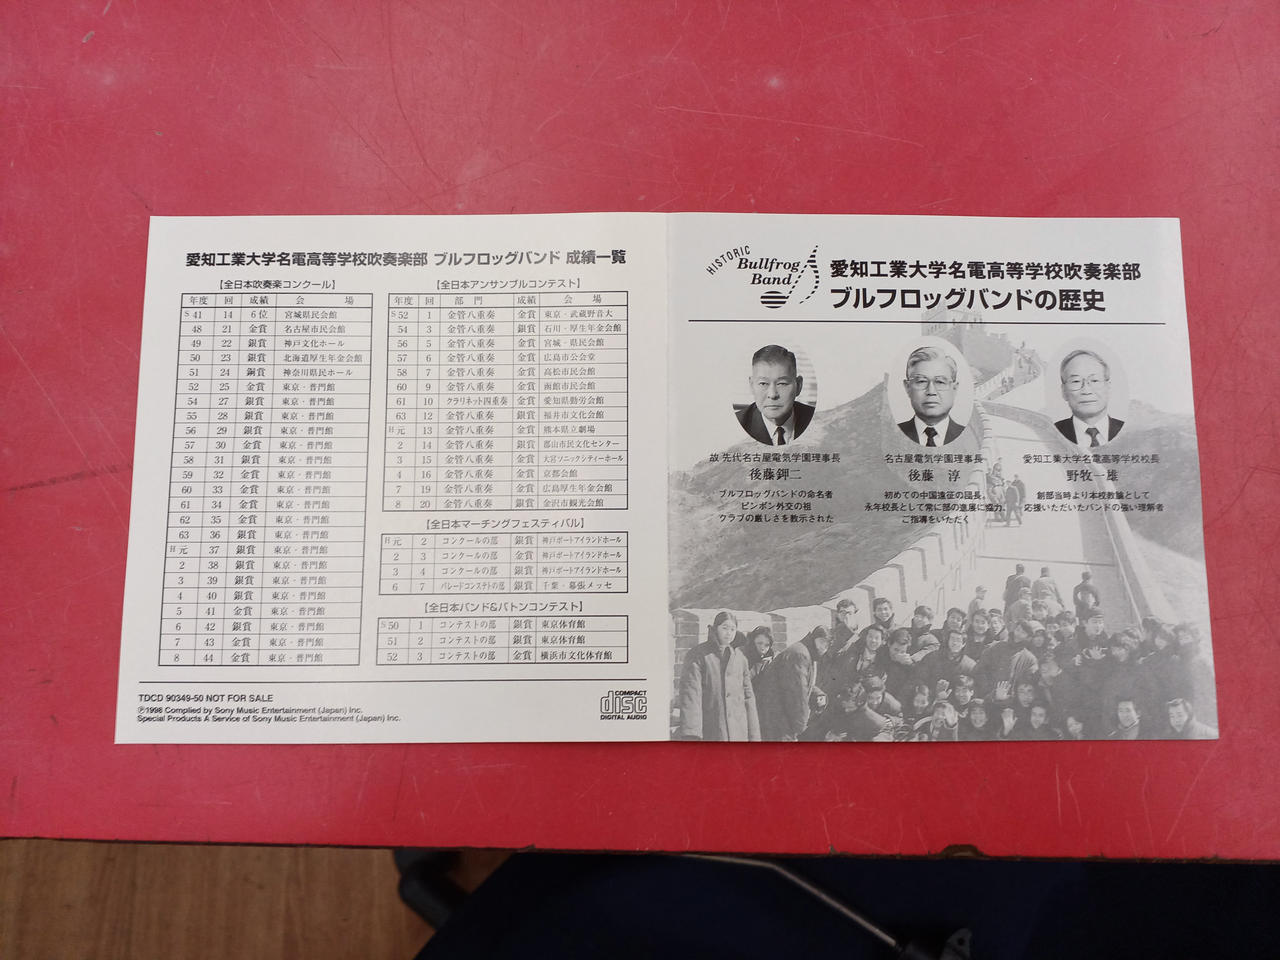 愛知工業大学名電高等学校吹奏楽部 ブルフロッグバンド 成績一覧
【全日本吹奏楽コンクール】
年度 回 成績 会場
S41 14 6位 宮城県民会館
48 21 金賞 名古屋市民会館
49 22 銀賞 神戸文化ホール
50 23 銀賞 北海道厚生年金会館
51 24 銅賞 神奈川県民ホール
52 25 金賞 東京・普門館
54 27 銀賞 東京・普門館
55 28 銀賞 東京・普門館
56 29 銀賞 東京・普門館
57 30 金賞 東京・普門館
58 31 銀賞 東京・普門館
59 32 金賞 東京・普門館
60 33 金賞 東京・普門館
61 34 金賞 東京・普門館
62 35 金賞 東京・普門館
63 36 銀賞 東京・普門館
H元 37 銀賞 東京・普門館
2 38 銀賞 東京・普門館
3 39 銀賞 東京・普門館
4 40 銀賞 東京・普門館
5 41 金賞 東京・普門館
6 42 銀賞 東京・普門館
7 43 金賞 東京・普門館
8 44 金賞 東京・普門館
【全日本アンサンブルコンテスト】
年度 回 部門 成績 会場
S52 1 金管八重奏 金賞 東京・武蔵野音大
54 3 金管八重奏 金賞 石川・厚生年金会館
56 5 金管八重奏 金賞 宮城・県民会館
57 6 金管八重奏 金賞 広島市公会堂
58 7 金管八重奏 金賞 高松市民会館
60 9 金管八重奏 金賞 函館市民会館
61 10 クラリネット四重奏 金賞 愛知県勤労会館
63 12 金管八重奏 金賞 福井市文化会館
H元 13 金管八重奏 金賞 熊本県立劇場
2 14 金管八重奏 金賞 郡山市民文化センター
3 15 金管八重奏 金賞 大宮ソニックシティーホール
4 16 金管八重奏 金賞 京都会館
7 19 金管八重奏 銀賞 広島厚生年金会館
8 20 金管八重奏 銀賞 金沢市観光会館
【全日本マーチングフェスティバル】
H元 2 コンクールの部 銀賞 神戸ポートアイランドホール
2 3 コンクールの部 金賞 神戸ポートアイランドホール
3 4 コンクールの部 金賞 神戸ポートアイランドホール
6 7 パレードコンステトの部 銀賞 千葉・幕張メッセ
【全日本バンド&バトンコンテスト】
S50 1 コンテストの部 銀賞 東京体育館
51 2 コンテストの部 銀賞 東京体育館
52 3 コンテストの部 金賞 横浜市文化体育館
TDCD 90349-50 NOT FOR SALE
Ⓟ1998 Complied by Sony Music Entertainment (Japan) Inc.
Special Products A Service of Sony Music Entertainment (Japan) Inc.
COMPACT
disc
DIGITAL AUDIO
HISTORIC
Bullfrog
Band
愛知工業大学名電高等学校吹奏楽部
ブルフロッグバンドの歴史
故 先代名古屋電気学園理事長
後藤鉀二
ブルフロッグバンドの命名者
ピンポン外交の祖
クラブの厳しさを教示された
名古屋電気学園理事長
後藤 淳
初めての中国遠征の団長。
永年校長として常に部の進展に協力、
ご指導をいただく
愛知工業大学名電高等学校校長
野牧一雄
創部当時より本校教諭として
応援いただいたバンドの強い理解者